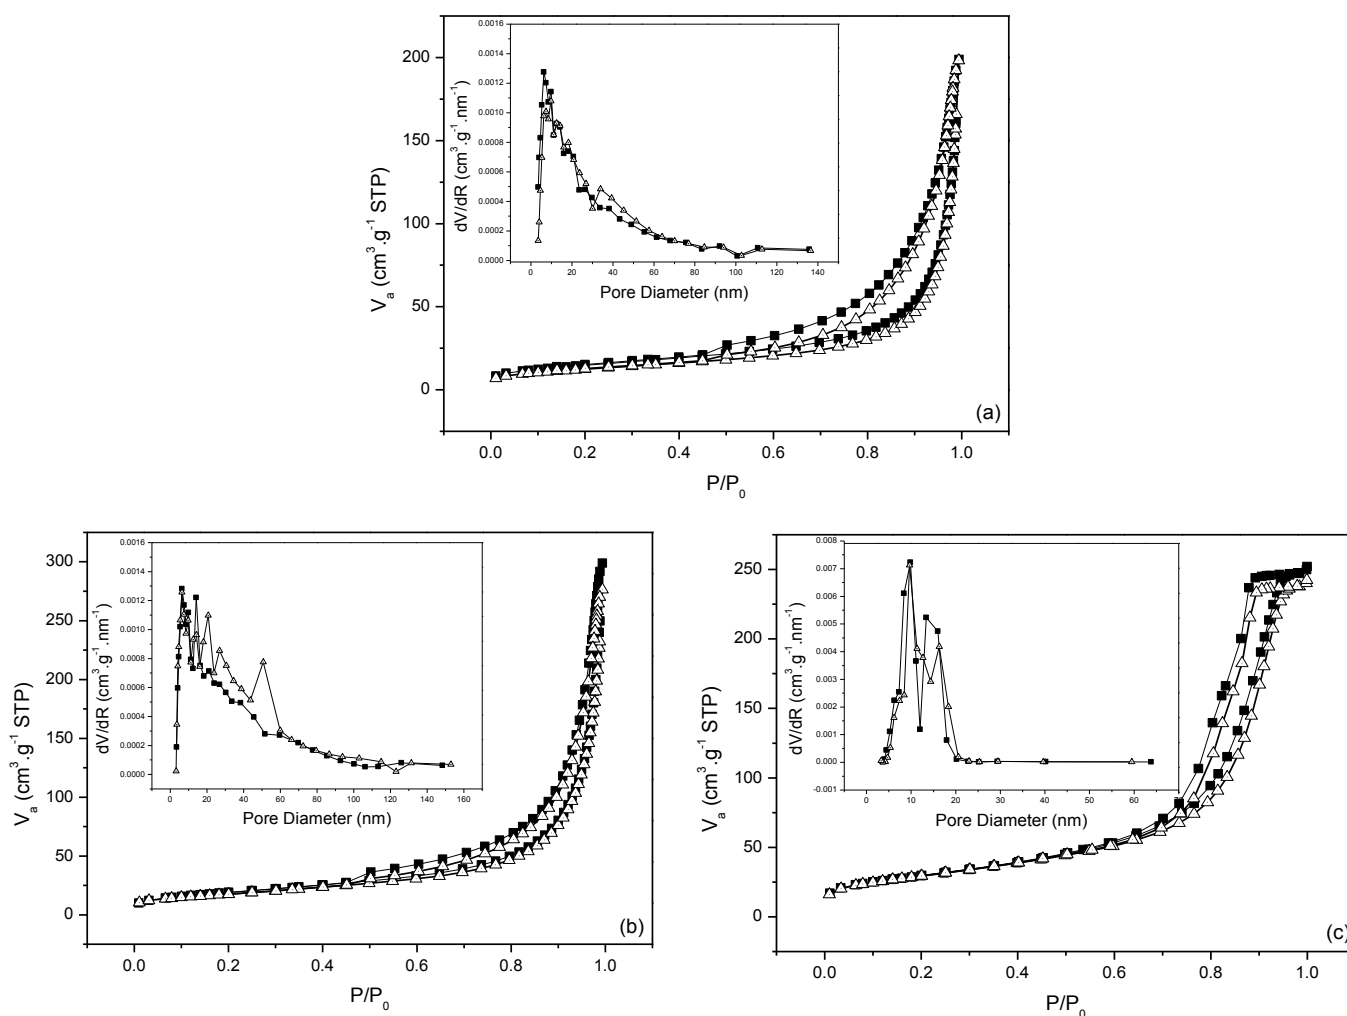 0.0016
0.0014
0.0012
0.0010
0.0008
0.0006
0.0004
0.0002
0.0000
dV/dR (cm³.g⁻¹.nm⁻¹)
0 20 40 60 80 100 120 140
Pore Diameter (nm)
200
150
100
50
0
Vₐ (cm³.g⁻¹ STP)
0.0 0.2 0.4 0.6 0.8 1.0
P/P₀
(a)
0.0016
0.0014
0.0012
0.0010
0.0008
0.0006
0.0004
0.0002
0.0000
dV/dR (cm³.g⁻¹.nm⁻¹)
0 20 40 60 80 100 120 140 160
Pore Diameter (nm)
300
250
200
150
100
50
0
Vₐ (cm³.g⁻¹ STP)
0.0 0.2 0.4 0.6 0.8 1.0
P/P₀
(b)
0.008
0.007
0.006
0.005
0.004
0.003
0.002
0.001
0.000
-0.001
dV/dR (cm³.g⁻¹.nm⁻¹)
0 10 20 30 40 50 60
Pore Diameter (nm)
250
200
150
100
50
0
Vₐ (cm³.g⁻¹ STP)
0.0 0.2 0.4 0.6 0.8 1.0
P/P₀
(c)